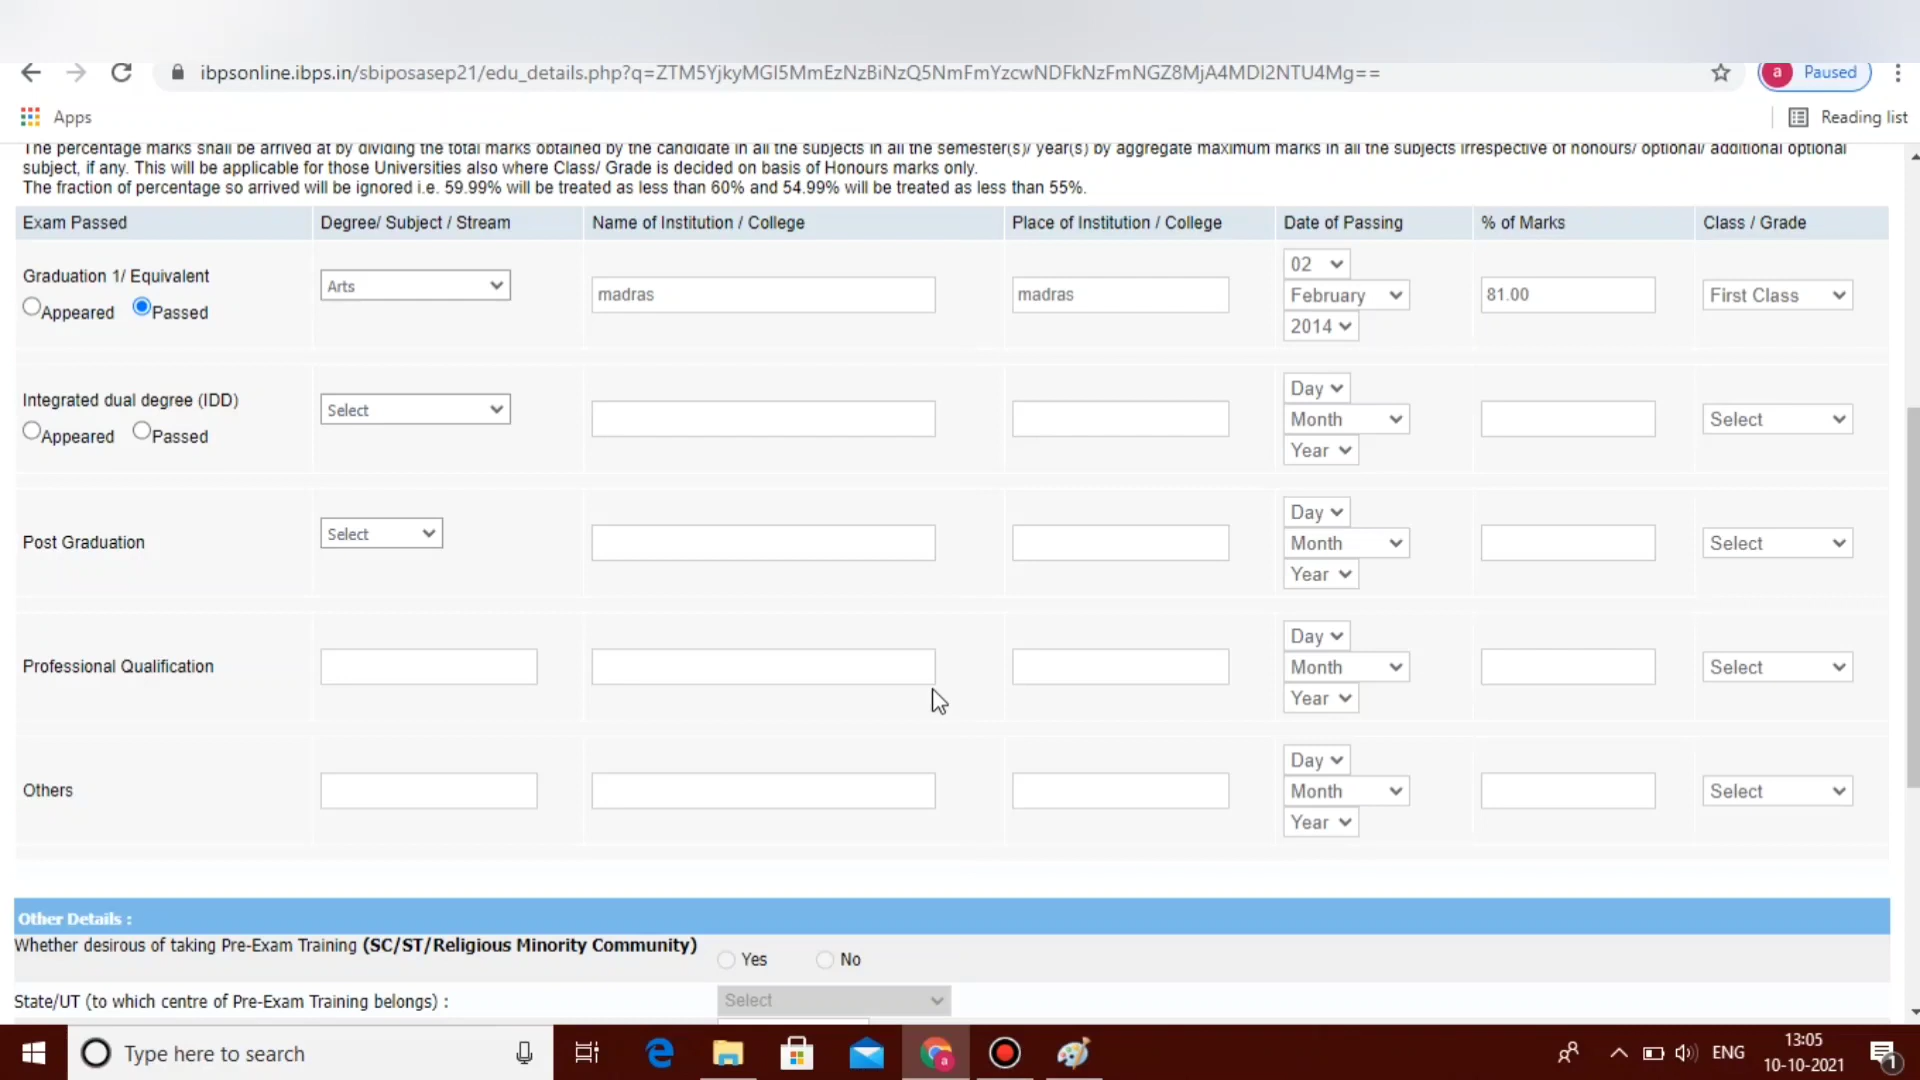 ibpsonline.ibps.in/sbiposasep21/edu_details.php?q=ZTM5YjkyMGI5MmEzNzBiNzQ5NmFmYzcwNDFkNzFmNGZ8MjA4MDI2NTU4Mg==
a Paused
Apps
Reading list
The percentage marks shall be arrived at by dividing the total marks obtained by the candidate in all the subjects in all the semester(s)/ year(s) by aggregate maximum marks in all the subjects irrespective of honours/ optional/ additional optional
subject, if any. This will be applicable for those Universities also where Class/ Grade is decided on basis of Honours marks only.
The fraction of percentage so arrived will be ignored i.e. 59.99% will be treated as less than 60% and 54.99% will be treated as less than 55%.
Exam Passed Degree/ Subject / Stream Name of Institution / College Place of Institution / College Date of Passing % of Marks Class / Grade
02
Graduation 1/ Equivalent Arts madras madras February 81.00 First Class
Appeared Passed 2014
Day
Integrated dual degree (IDD) Select Month Select
Appeared Passed Year
Day
Post Graduation Select Month Select
Year
Day
Professional Qualification Month Select
Year
Day
Others Month Select
Year
Other Details :
Whether desirous of taking Pre-Exam Training (SC/ST/Religious Minority Community) Yes No
State/UT (to which centre of Pre-Exam Training belongs) : Select
Type here to search
a
ENG
13:05
10-10-2021
1